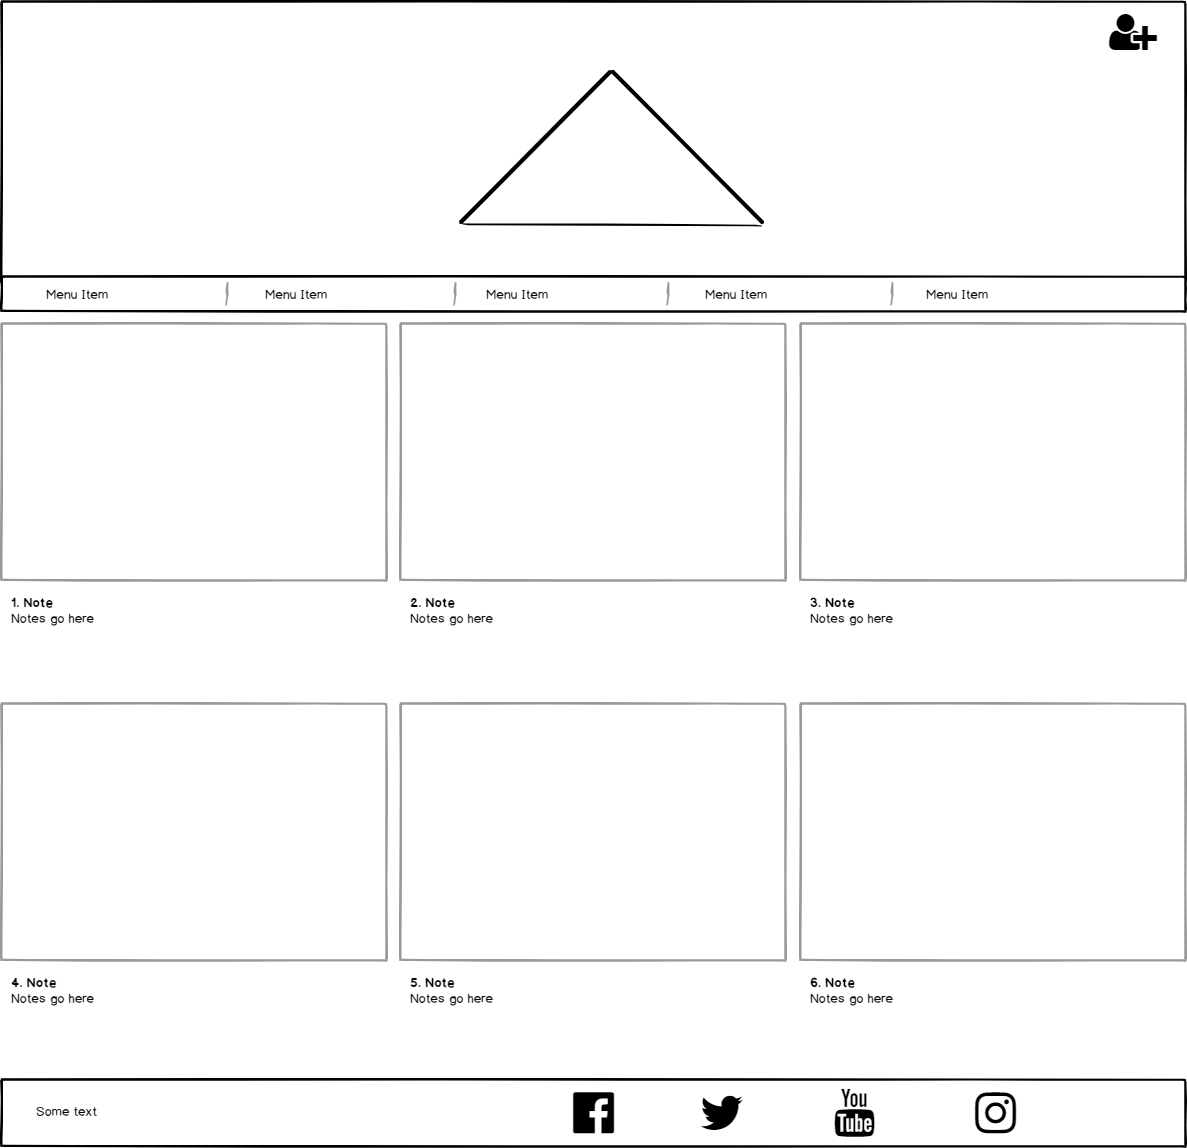 Menu Item
Menu Item
Menu Item
Menu Item
Menu Item
1. Note
Notes go here
2. Note
Notes go here
3. Note
Notes go here
4. Note
Notes go here
5. Note
Notes go here
6. Note
Notes go here
Some text
You
Tube